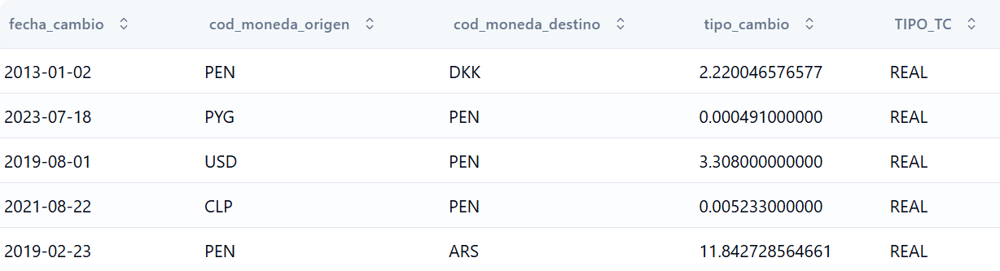 fecha_cambio cod_moneda_origen cod_moneda_destino tipo_cambio TIPO_TC
2013-01-02 PEN DKK 2.220046576577 REAL
2023-07-18 PYG PEN 0.000491000000 REAL
2019-08-01 USD PEN 3.308000000000 REAL
2021-08-22 CLP PEN 0.005233000000 REAL
2019-02-23 PEN ARS 11.842728564661 REAL